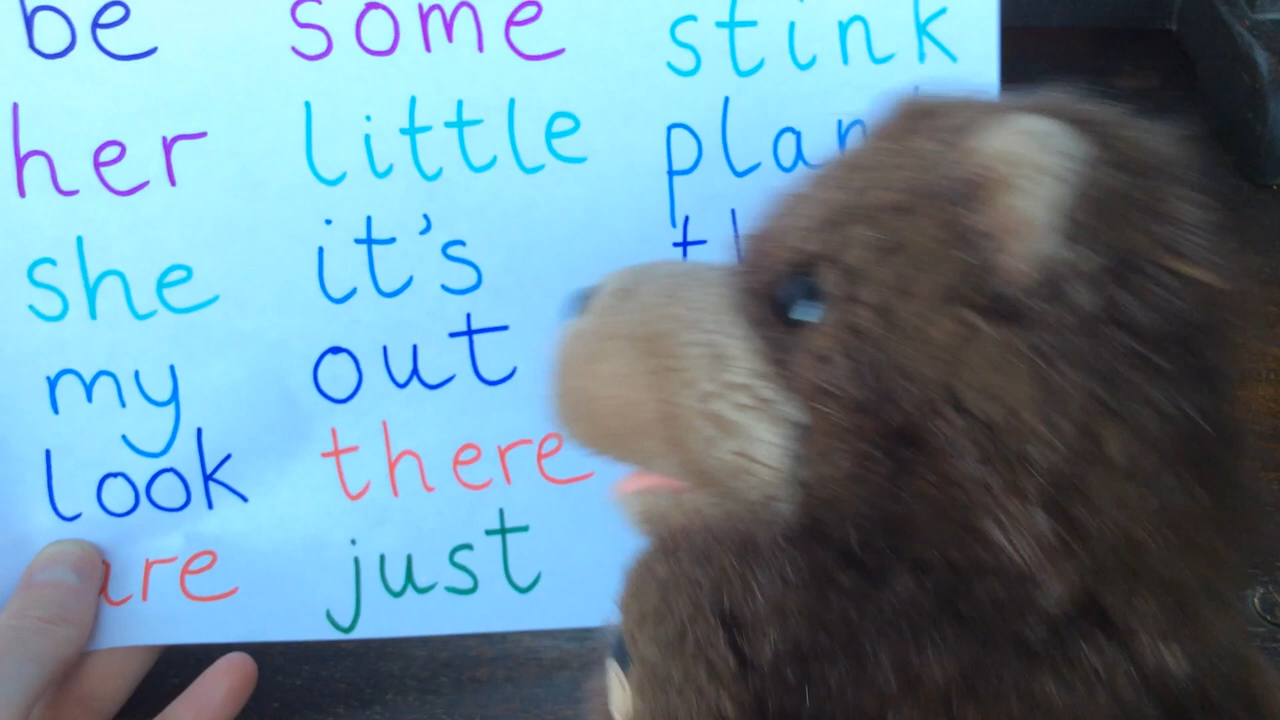 be some stink
her little
she it's
my out
look there
are just